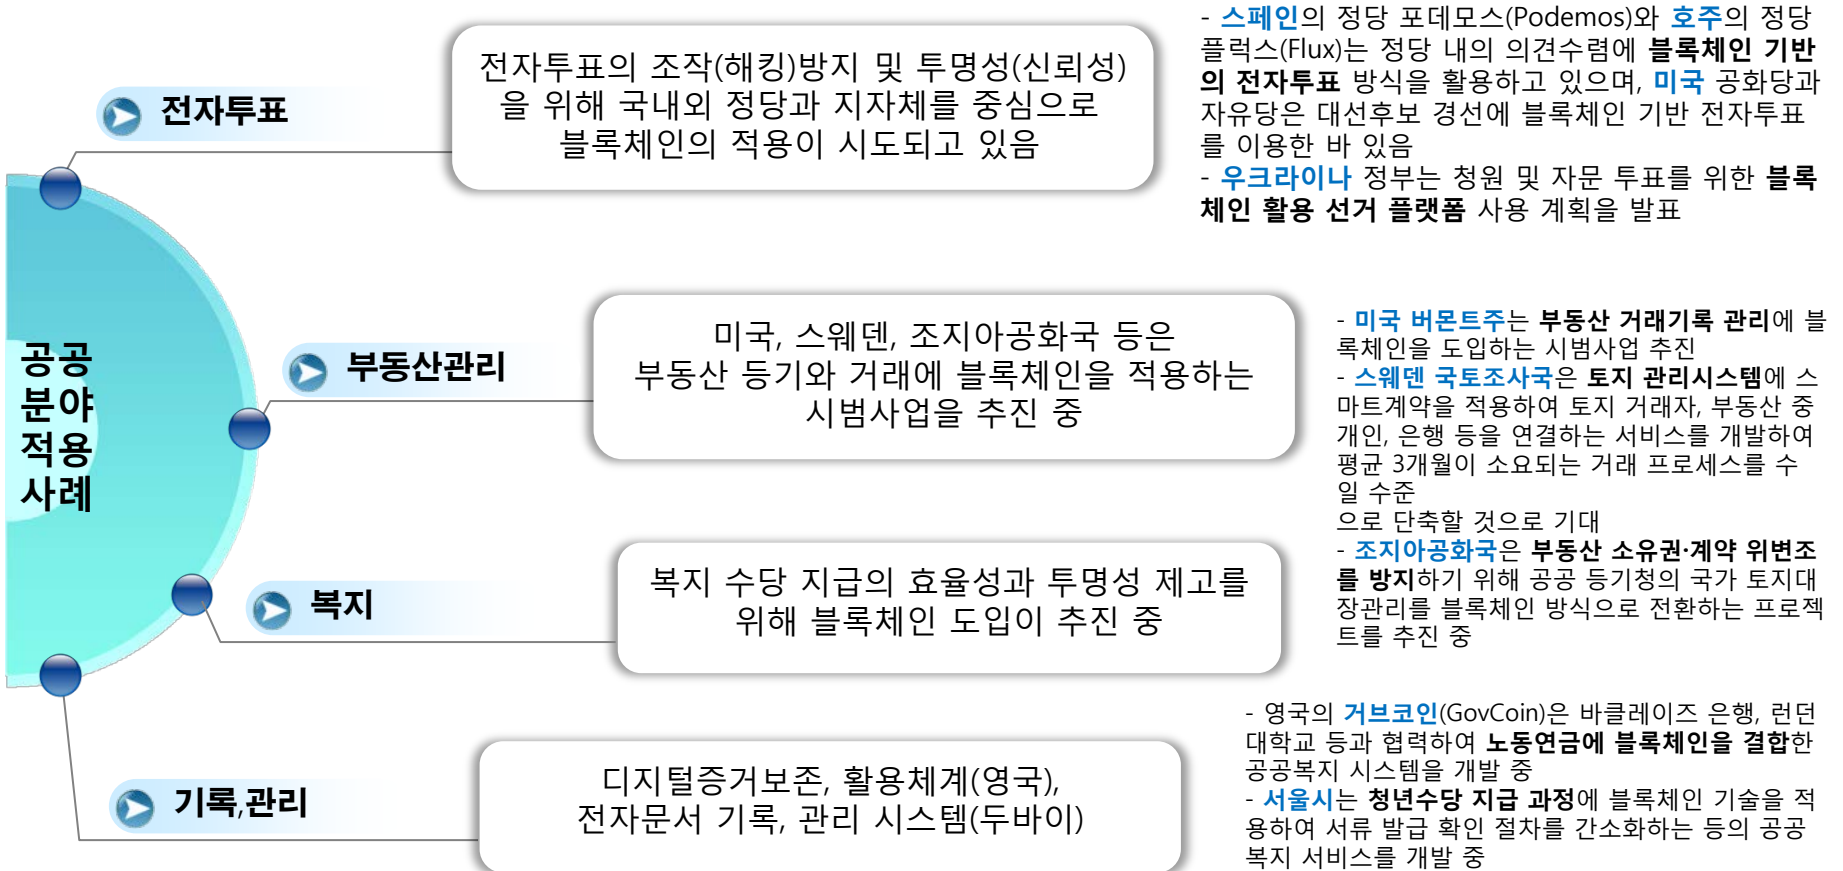 공공
분야
적용
사례
전자투표
전자투표의 조작(해킹)방지 및 투명성(신뢰성)
을 위해 국내외 정당과 지자체를 중심으로
블록체인의 적용이 시도되고 있음
- 스페인의 정당 포데모스(Podemos)와 호주의 정당
플럭스(Flux)는 정당 내의 의견수렴에 블록체인 기반
의 전자투표 방식을 활용하고 있으며, 미국 공화당과
자유당은 대선후보 경선에 블록체인 기반 전자투표
를 이용한 바 있음
- 우크라이나 정부는 청원 및 자문 투표를 위한 블록
체인 활용 선거 플랫폼 사용 계획을 발표
부동산관리
미국, 스웨덴, 조지아공화국 등은
부동산 등기와 거래에 블록체인을 적용하는
시범사업을 추진 중
- 미국 버몬트주는 부동산 거래기록 관리에 블
록체인을 도입하는 시범사업 추진
- 스웨덴 국토조사국은 토지 관리시스템에 스
마트계약을 적용하여 토지 거래자, 부동산 중
개인, 은행 등을 연결하는 서비스를 개발하여
평균 3개월이 소요되는 거래 프로세스를 수
일 수준
으로 단축할 것으로 기대
- 조지아공화국은 부동산 소유권·계약 위변조
를 방지하기 위해 공공 등기청의 국가 토지대
장관리를 블록체인 방식으로 전환하는 프로젝
트를 추진 중
복지
복지 수당 지급의 효율성과 투명성 제고를
위해 블록체인 도입이 추진 중
- 영국의 거브코인(GovCoin)은 바클레이즈 은행, 런던
대학교 등과 협력하여 노동연금에 블록체인을 결합한
공공복지 시스템을 개발 중
- 서울시는 청년수당 지급 과정에 블록체인 기술을 적
용하여 서류 발급 확인 절차를 간소화하는 등의 공공
복지 서비스를 개발 중
기록,관리
디지털증거보존, 활용체계(영국),
전자문서 기록, 관리 시스템(두바이)